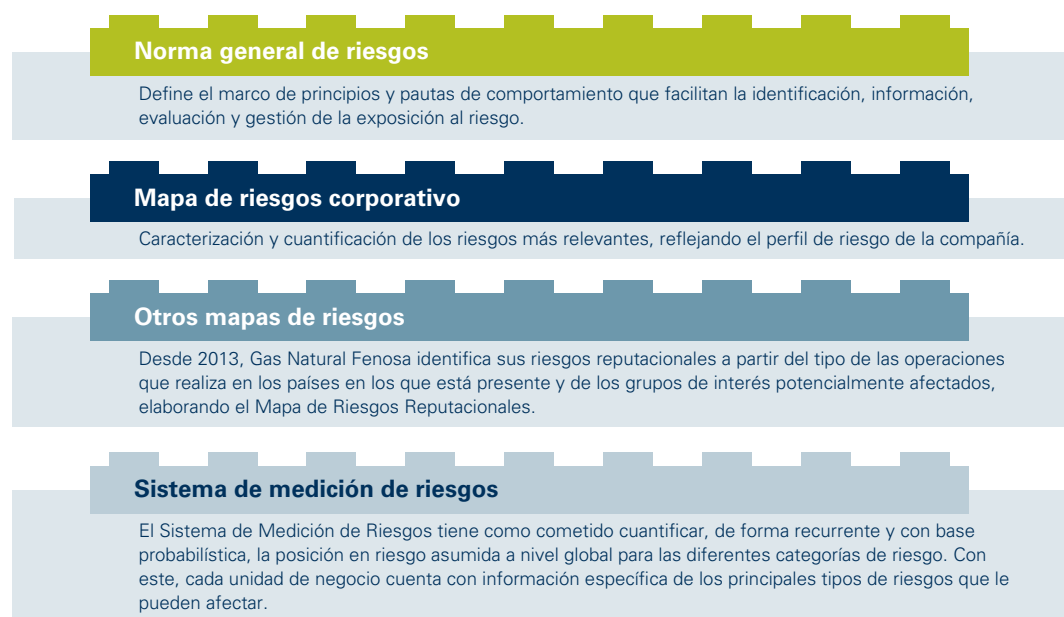 Norma general de riesgos
Define el marco de principios y pautas de comportamiento que facilitan la identificación, información,
evaluación y gestión de la exposición al riesgo.
Mapa de riesgos corporativo
Caracterización y cuantificación de los riesgos más relevantes, reflejando el perfil de riesgo de la compañía.
Otros mapas de riesgos
Desde 2013, Gas Natural Fenosa identifica sus riesgos reputacionales a partir del tipo de las operaciones
que realiza en los países en los que está presente y de los grupos de interés potencialmente afectados,
elaborando el Mapa de Riesgos Reputacionales.
Sistema de medición de riesgos
El Sistema de Medición de Riesgos tiene como cometido cuantificar, de forma recurrente y con base
probabilística, la posición en riesgo asumida a nivel global para las diferentes categorías de riesgo. Con
este, cada unidad de negocio cuenta con información específica de los principales tipos de riesgos que le
pueden afectar.